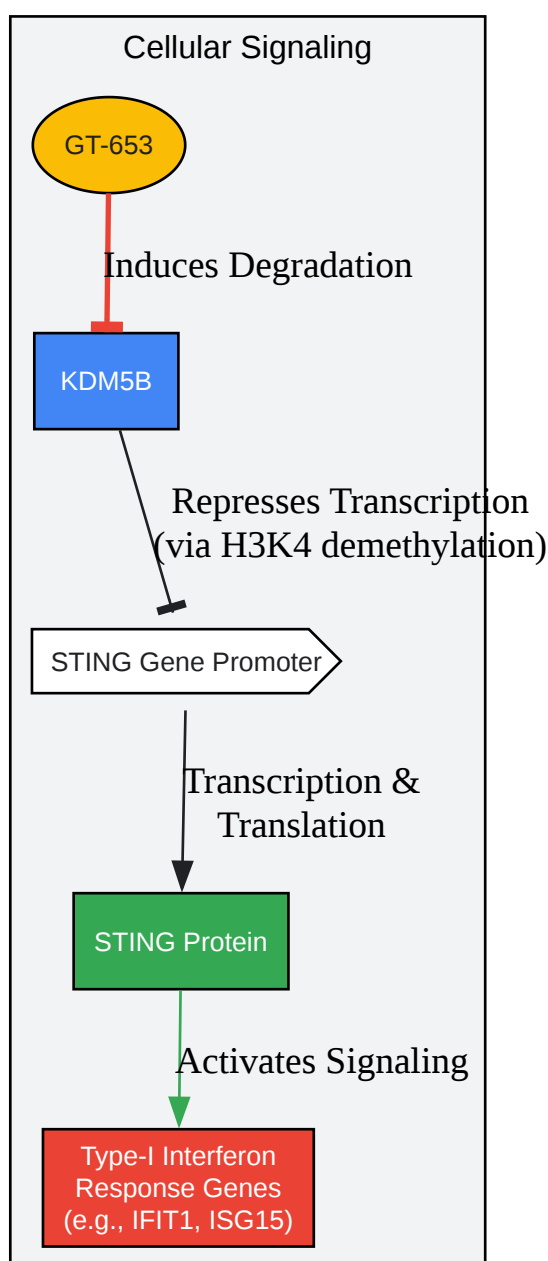 Cellular Signaling
GT-653
Induces Degradation
KDM5B
Represses Transcription
(via H3K4 demethylation)
STING Gene Promoter
Transcription &
Translation
STING Protein
Activates Signaling
Type-I Interferon
Response Genes
(e.g., IFIT1, ISG15)